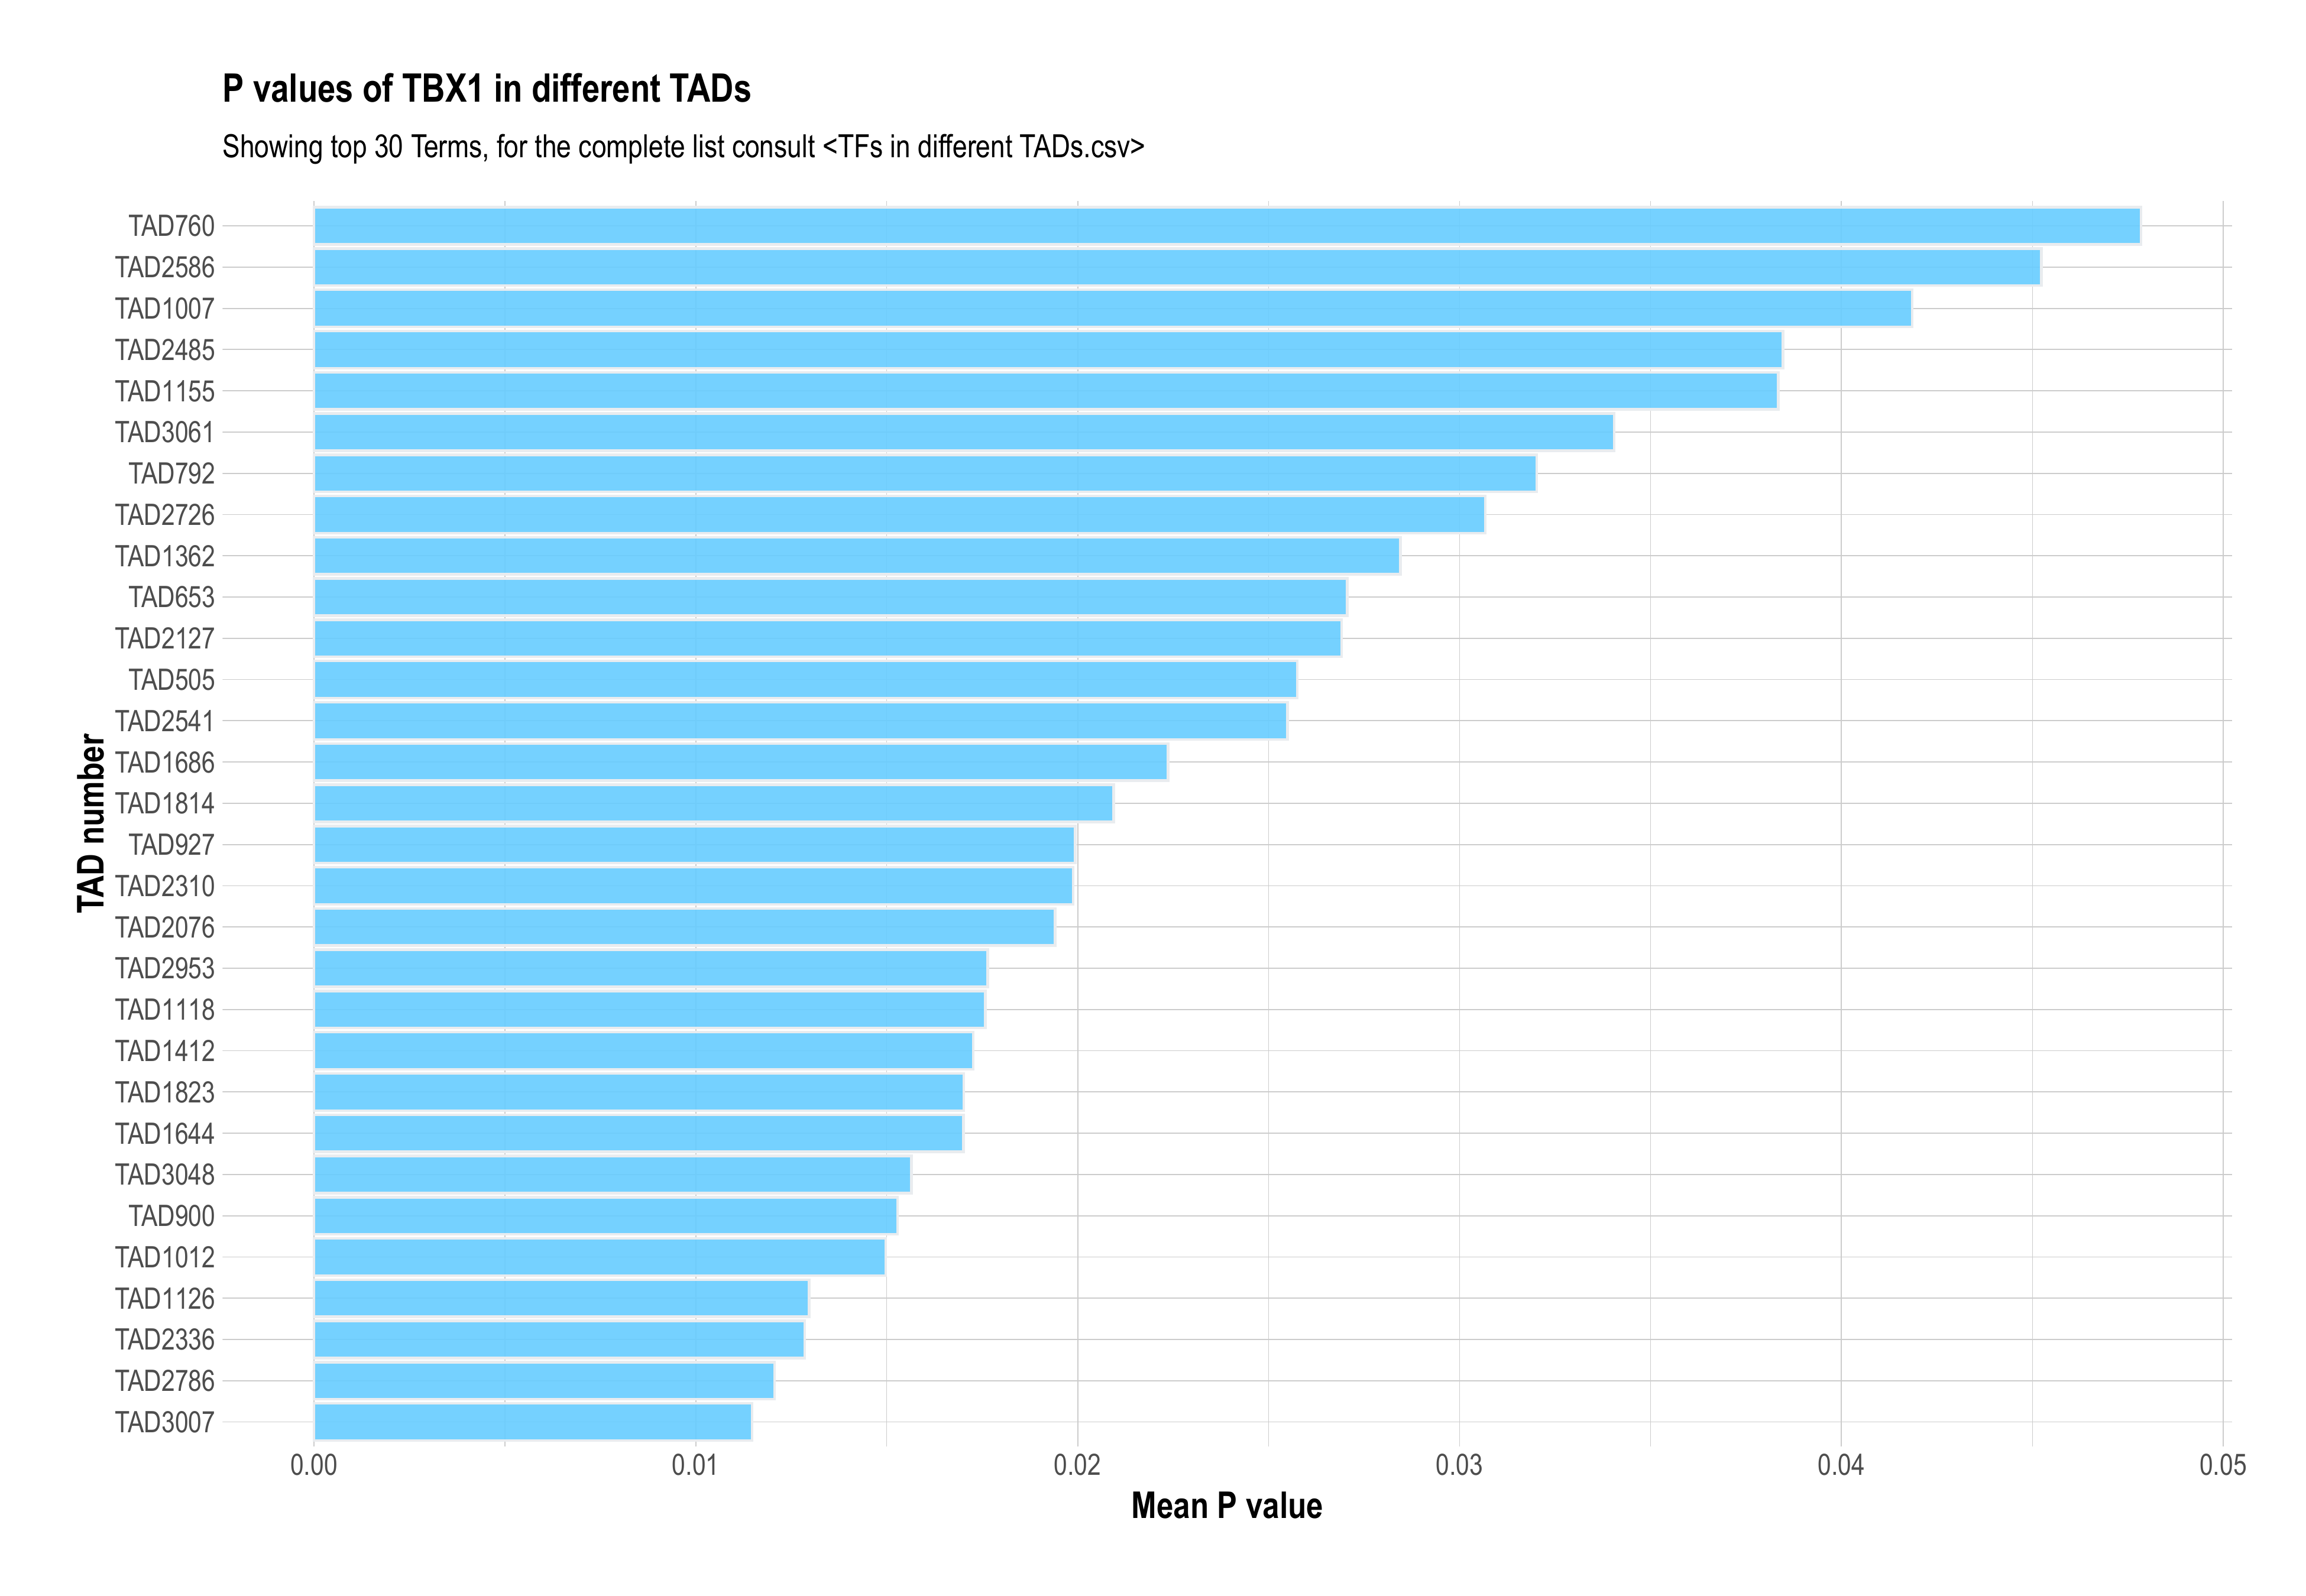 P values of TBX1 in different TADs
Showing top 30 Terms, for the complete list consult <TFs in different TADs.csv>
TAD number
TAD760
TAD2586
TAD1007
TAD2485
TAD1155
TAD3061
TAD792
TAD2726
TAD1362
TAD653
TAD2127
TAD505
TAD2541
TAD1686
TAD1814
TAD927
TAD2310
TAD2076
TAD2953
TAD1118
TAD1412
TAD1823
TAD1644
TAD3048
TAD900
TAD1012
TAD1126
TAD2336
TAD2786
TAD3007
0.00 0.01 0.02 0.03 0.04 0.05
Mean P value